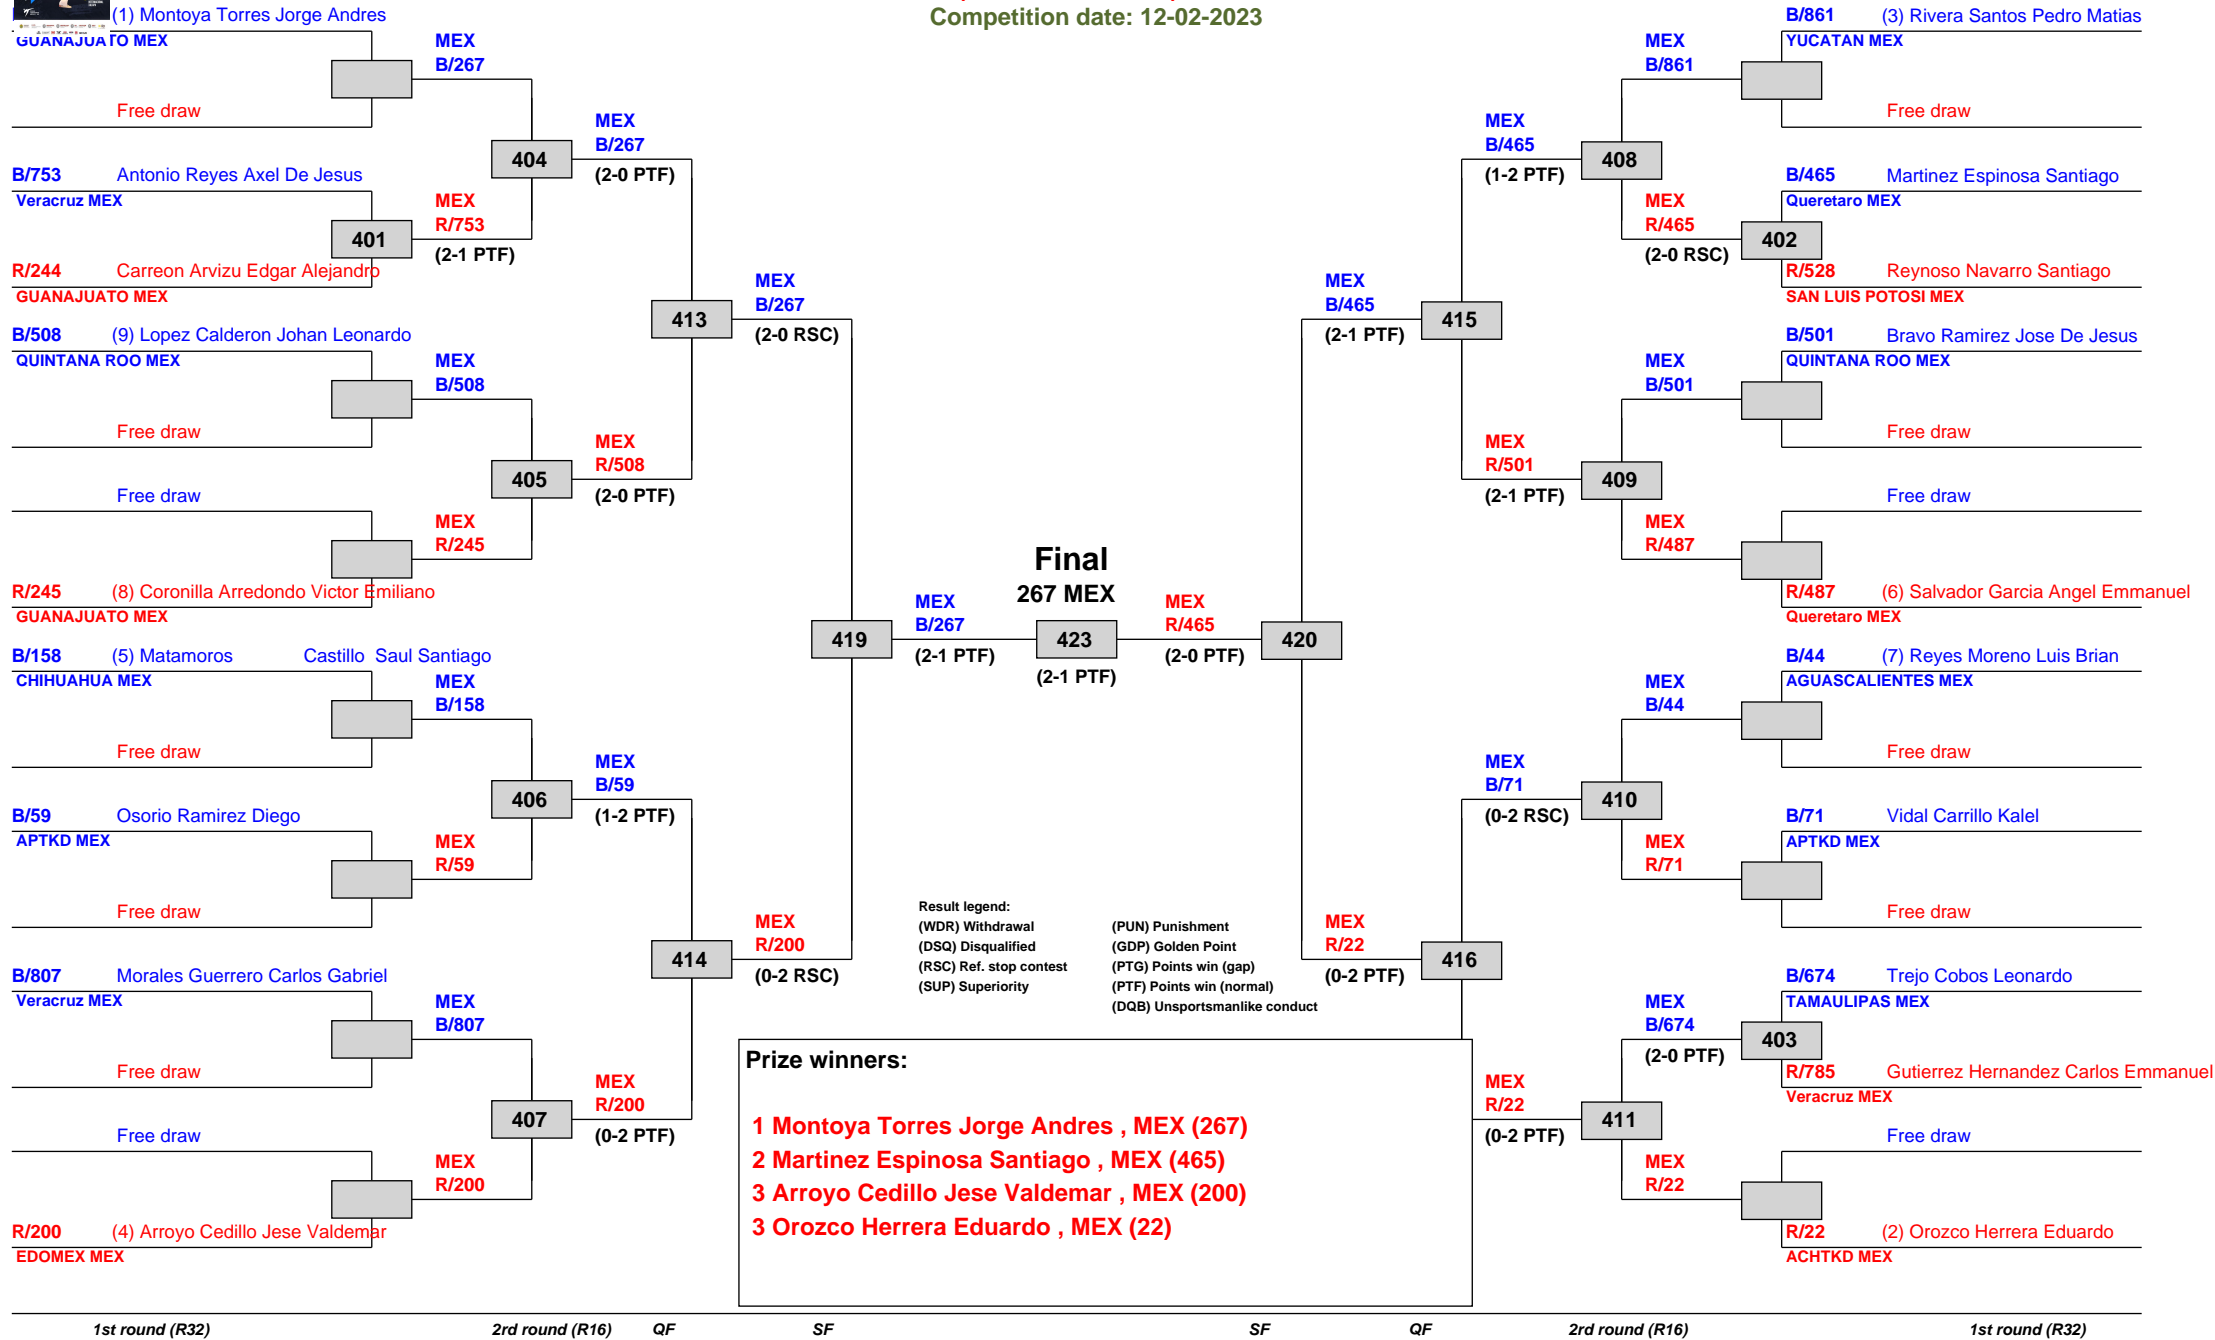 Competition date: 12-02-2023
(1) Montoya Torres Jorge Andres
GUANAJUATO MEX
Free draw
B/753 Antonio Reyes Axel De Jesus
Veracruz MEX
401
R/244 Carreon Arvizu Edgar Alejandro
GUANAJUATO MEX
B/508 (9) Lopez Calderon Johan Leonardo
QUINTANA ROO MEX
Free draw
Free draw
R/245 (8) Coronilla Arredondo Victor Emiliano
GUANAJUATO MEX
B/158 (5) Matamoros Castillo Saul Santiago
CHIHUAHUA MEX
Free draw
B/59 Osorio Ramirez Diego
APTKD MEX
Free draw
B/807 Morales Guerrero Carlos Gabriel
Veracruz MEX
Free draw
Free draw
R/200 (4) Arroyo Cedillo Jese Valdemar
EDOMEX MEX
MEX
B/267
404
MEX
R/753
(2-1 PTF)
MEX
B/508
405
MEX
R/245
MEX
B/158
406
MEX
R/59
MEX
B/807
407
MEX
R/200
MEX
B/267
(2-0 PTF)
413
MEX
R/508
(2-0 PTF)
MEX
B/59
(1-2 PTF)
414
MEX
R/200
(0-2 PTF)
MEX
B/267
(2-0 RSC)
419
MEX
R/200
(0-2 RSC)
MEX
B/267
(2-1 PTF)
Final
267 MEX
423
(2-1 PTF)
MEX
R/465
(2-0 PTF)
420
MEX
B/465
(2-1 PTF)
415
MEX
R/22
(0-2 PTF)
416
MEX
B/465
(1-2 PTF)
408
MEX
R/501
(2-1 PTF)
409
MEX
B/71
(0-2 RSC)
410
MEX
R/22
(0-2 PTF)
411
MEX
B/861
MEX
R/465
(2-0 RSC)
402
MEX
B/501
MEX
R/487
MEX
B/44
MEX
R/71
MEX
B/674
(2-0 PTF)
403
MEX
R/22
B/861 (3) Rivera Santos Pedro Matias
YUCATAN MEX
Free draw
B/465 Martinez Espinosa Santiago
Queretaro MEX
R/528 Reynoso Navarro Santiago
SAN LUIS POTOSI MEX
B/501 Bravo Ramirez Jose De Jesus
QUINTANA ROO MEX
Free draw
Free draw
R/487 (6) Salvador Garcia Angel Emmanuel
Queretaro MEX
B/44 (7) Reyes Moreno Luis Brian
AGUASCALIENTES MEX
Free draw
B/71 Vidal Carrillo Kalel
APTKD MEX
Free draw
B/674 Trejo Cobos Leonardo
TAMAULIPAS MEX
R/785 Gutierrez Hernandez Carlos Emmanuel
Veracruz MEX
Free draw
R/22 (2) Orozco Herrera Eduardo
ACHTKD MEX
Result legend:
(WDR) Withdrawal
(DSQ) Disqualified
(RSC) Ref. stop contest
(SUP) Superiority
(PUN) Punishment
(GDP) Golden Point
(PTG) Points win (gap)
(PTF) Points win (normal)
(DQB) Unsportsmanlike conduct
Prize winners:
1 Montoya Torres Jorge Andres , MEX (267)
2 Martinez Espinosa Santiago , MEX (465)
3 Arroyo Cedillo Jese Valdemar , MEX (200)
3 Orozco Herrera Eduardo , MEX (22)
1st round (R32) 2rd round (R16) QF SF SF QF 2rd round (R16) 1st round (R32)